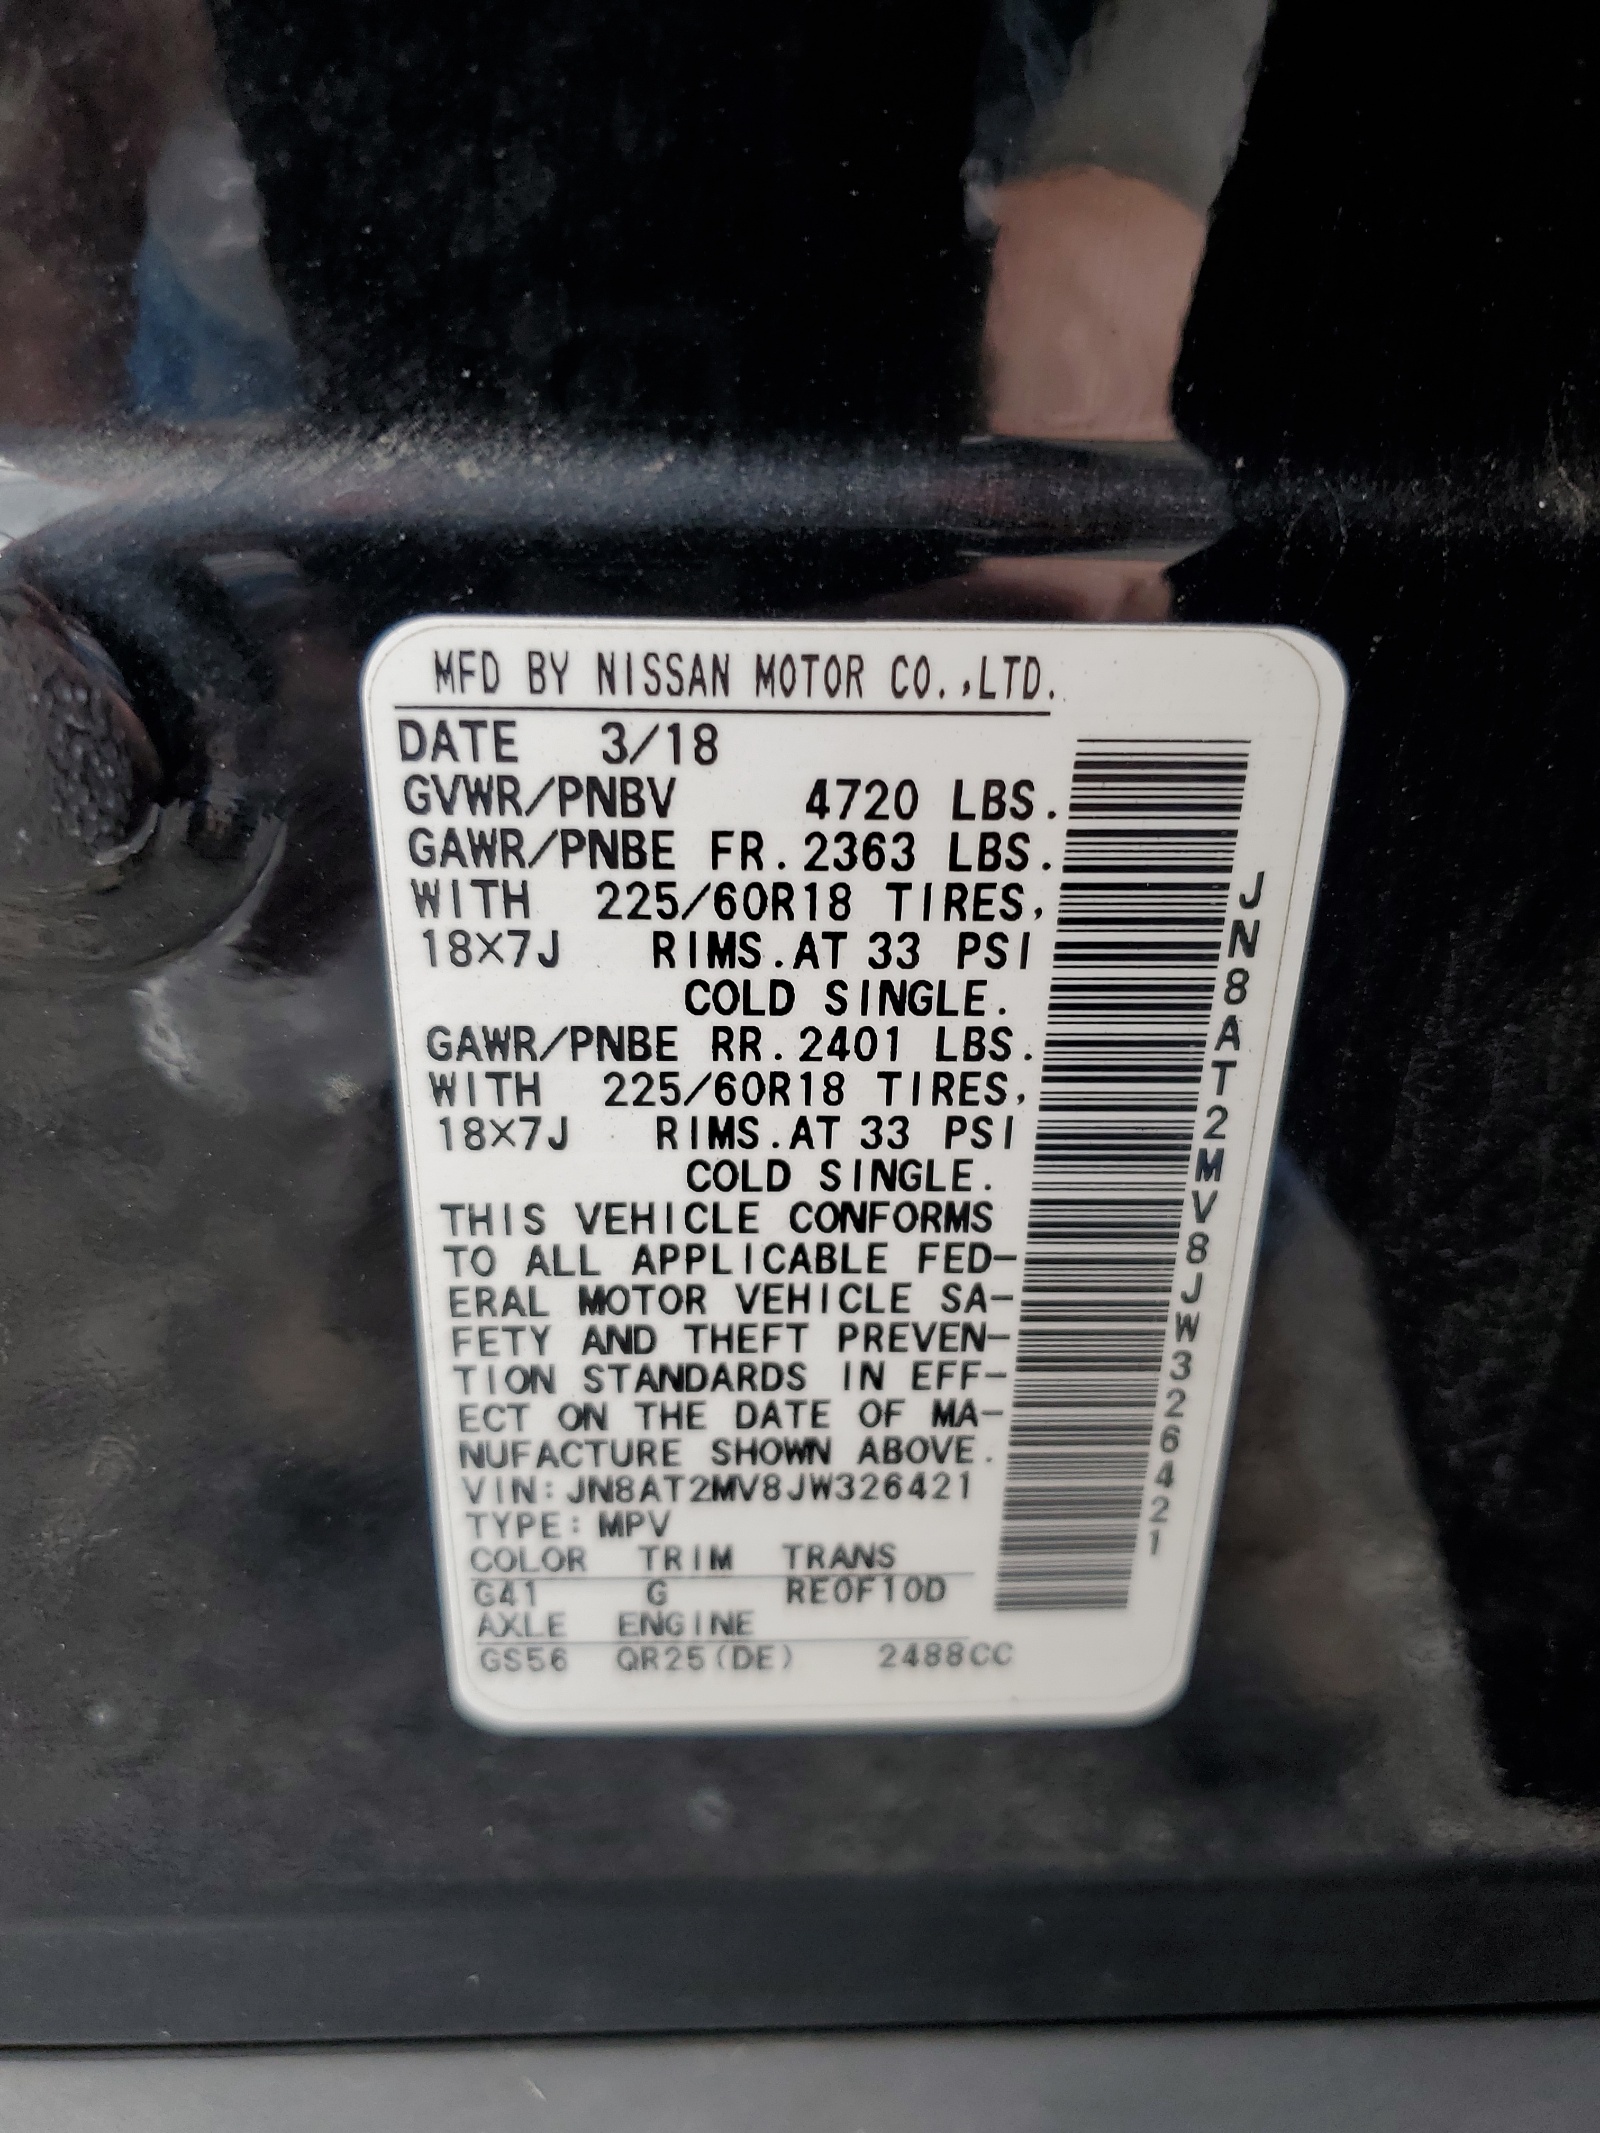 MFD BY NISSAN MOTOR CO.,LTD.
DATE 3/18
GVWR/PNBV 4720 LBS.
GAWR/PNBE FR.2363 LBS.
WITH 225/60R18 TIRES,
18×7J RIMS.AT 33 PSI
COLD SINGLE.
GAWR/PNBE RR.2401 LBS.
WITH 225/60R18 TIRES,
18×7J RIMS.AT 33 PSI
COLD SINGLE.
THIS VEHICLE CONFORMS
TO ALL APPLICABLE FED-
ERAL MOTOR VEHICLE SA-
FETY AND THEFT PREVEN-
TION STANDARDS IN EFF-
ECT ON THE DATE OF MA-
NUFACTURE SHOWN ABOVE.
VIN:JN8AT2MV8JW326421
TYPE:MPV
COLOR TRIM TRANS
G41 G RE0F10D
AXLE ENGINE
GS56 QR25(DE) 2488CC
JN8AT2MV8JW326421